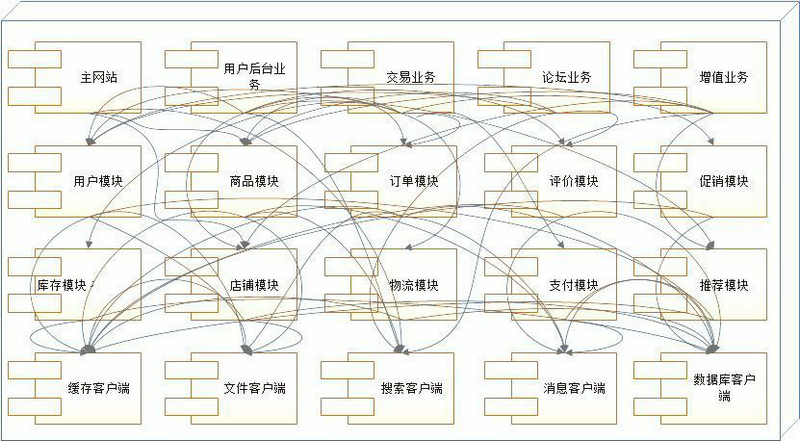 主网站
用户后台业
务
交易业务
论坛业务
增值业务
用户模块
商品模块
订单模块
评价模块
促销模块
库存模块
店铺模块
物流模块
支付模块
推荐模块
缓存客户端
文件客户端
搜索客户端
消息客户端
数据库客户
端